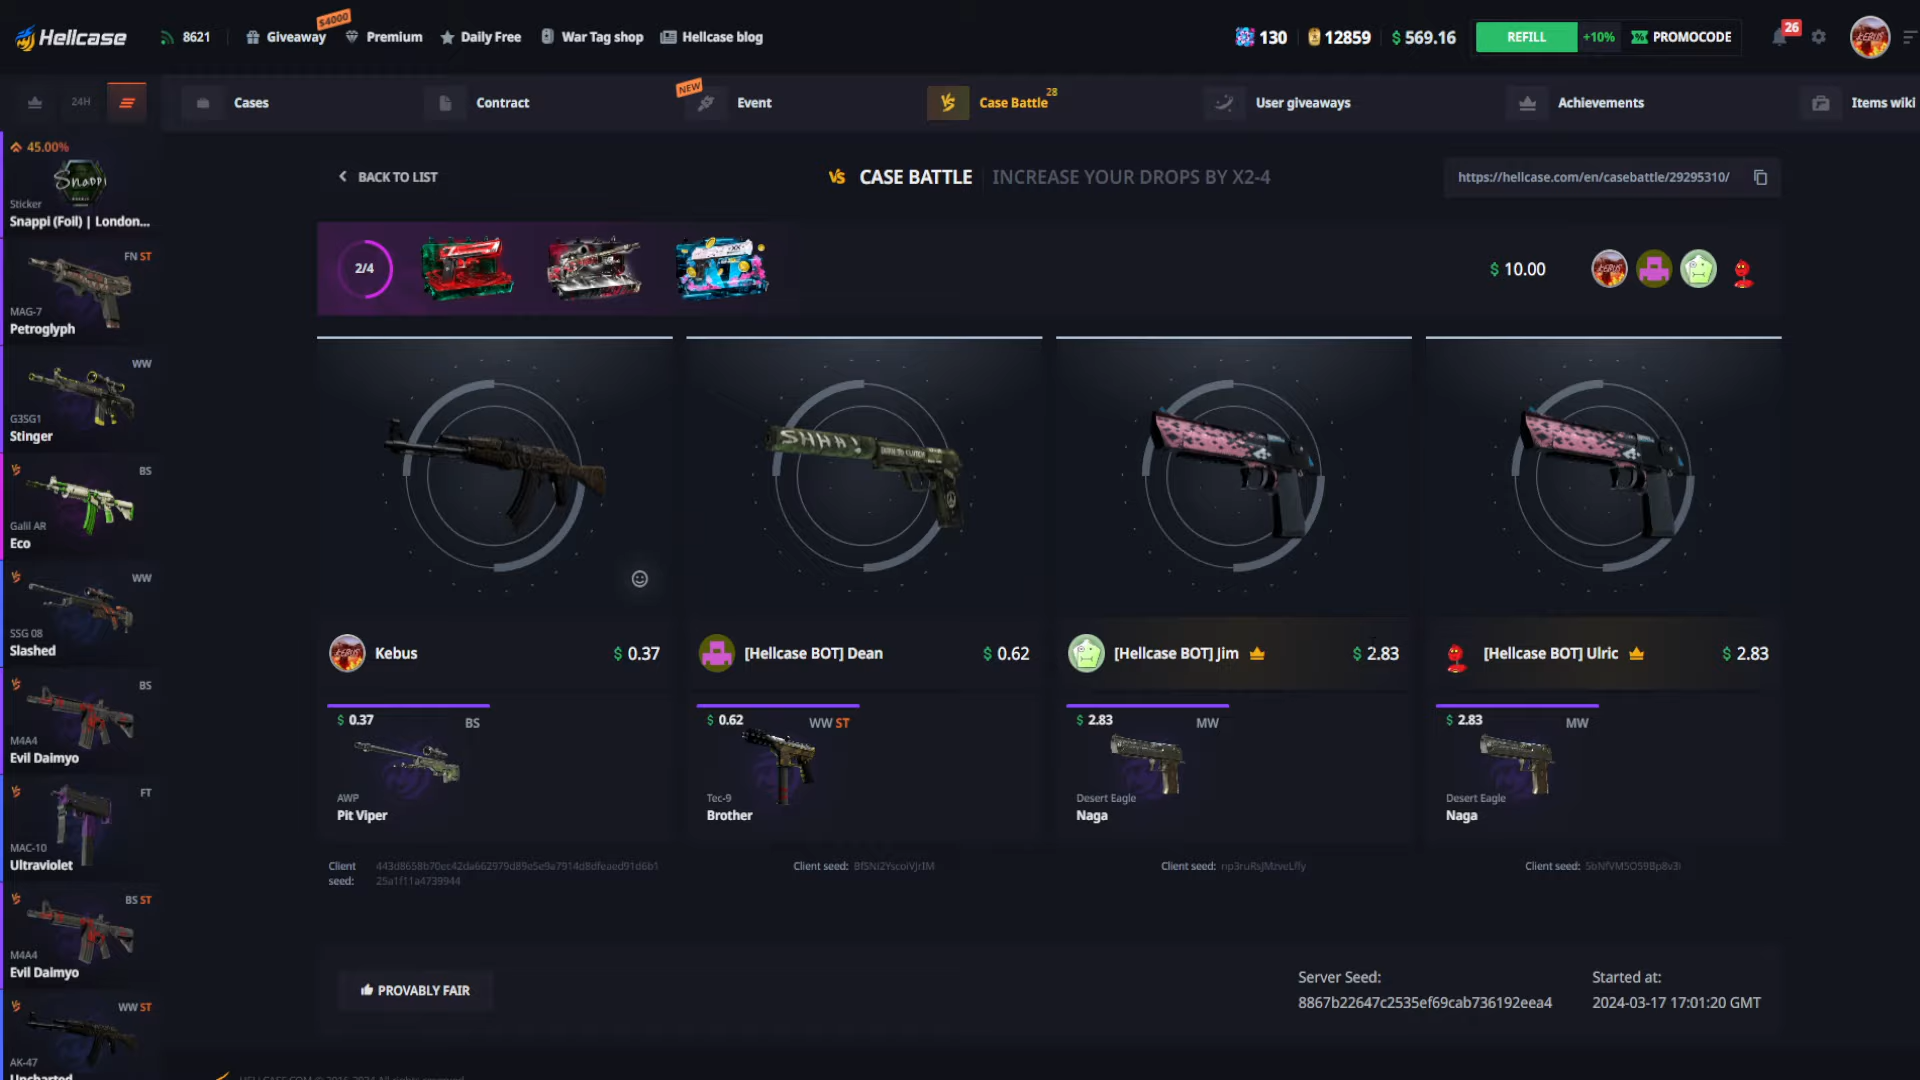 Hellcase
8621
Giveaway
$4000
Premium
Daily Free
War Tag shop
Hellcase blog
130
12859
$ 569.16
REFILL
+10%
PROMOCODE
26
24H
Cases
Contract
NEW
Event
Case Battle
28
User giveaways
Achievements
Items wiki
45.00%
Sticker
Snappi (Foil) | London...
FN ST
MAG-7
Petroglyph
WW
G3SG1
Stinger
BS
Galil AR
Eco
WW
SSG 08
Slashed
BS
M4A4
Evil Daimyo
FT
MAC-10
Ultraviolet
BS ST
M4A4
Evil Daimyo
WW ST
AK-47
Uncharted
BACK TO LIST
VS CASE BATTLE
INCREASE YOUR DROPS BY X2-4
https://hellcase.com/en/casebattle/29295310/
2/4
$ 10.00
KEBUS
SHHH!
Kebus
$ 0.37
[Hellcase BOT] Dean
$ 0.62
[Hellcase BOT] Jim
$ 2.83
[Hellcase BOT] Ulric
$ 2.83
$ 0.37
BS
AWP
Pit Viper
$ 0.62
WW ST
Tec-9
Brother
$ 2.83
MW
Desert Eagle
Naga
$ 2.83
MW
Desert Eagle
Naga
Client seed:
Client seed:
Client seed:
Client seed:
PROVABLY FAIR
Server Seed:
8867b22647c2535ef69cab736192eea4
Started at:
2024-03-17 17:01:20 GMT